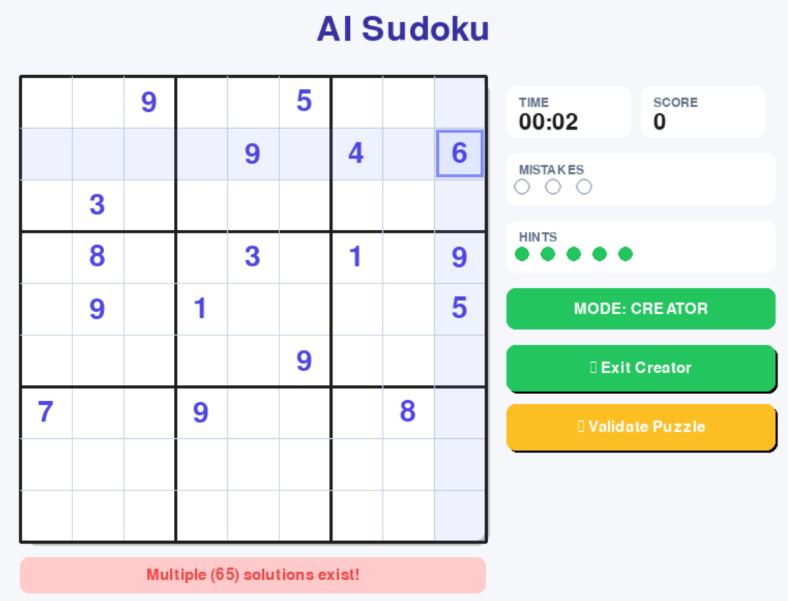 AI Sudoku
9 5
9 4 6
3
8 3 1 9
9 1 5
9
7 9 8
TIME
00:02
SCORE
0
MISTAKES
HINTS
MODE: CREATOR
Exit Creator
Validate Puzzle
Multiple (65) solutions exist!